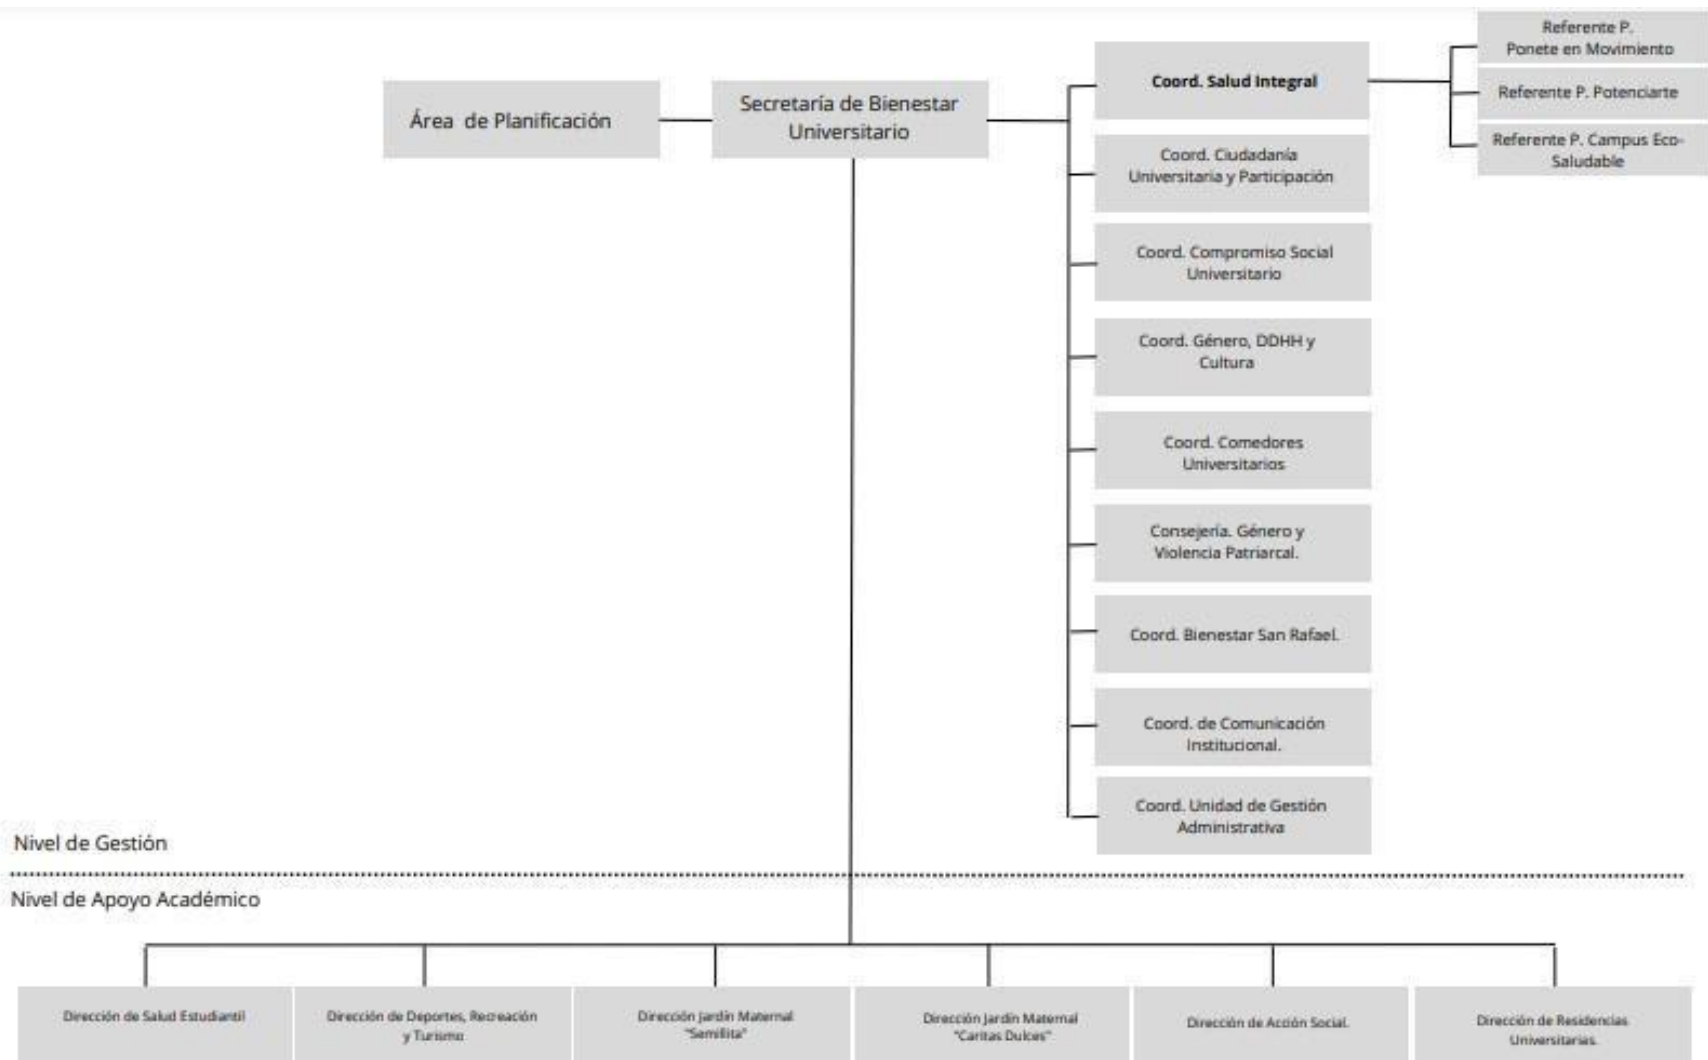 Referente P.
Ponete en Movimiento
Referente P. Potenciarte
Referente P. Campus Eco-
Saludable
Área de Planificación
Secretaría de Bienestar
Universitario
Coord. Salud Integral
Coord. Ciudadanía
Universitaria y Participación
Coord. Compromiso Social
Universitario
Coord. Género, DDHH y
Cultura
Coord. Comedores
Universitarios
Consejería. Género y
Violencia Patriarcal.
Coord. Bienestar San Rafael.
Coord. de Comunicación
Institucional.
Coord. Unidad de Gestión
Administrativa
Nivel de Gestión
Nivel de Apoyo Académico
Dirección de Salud Estudiantil
Dirección de Deportes, Recreación
y Turismo
Dirección Jardín Maternal
"Semillita"
Dirección Jardín Maternal
"Caritas Dulces"
Dirección de Acción Social.
Dirección de Residencias
Universitarias.